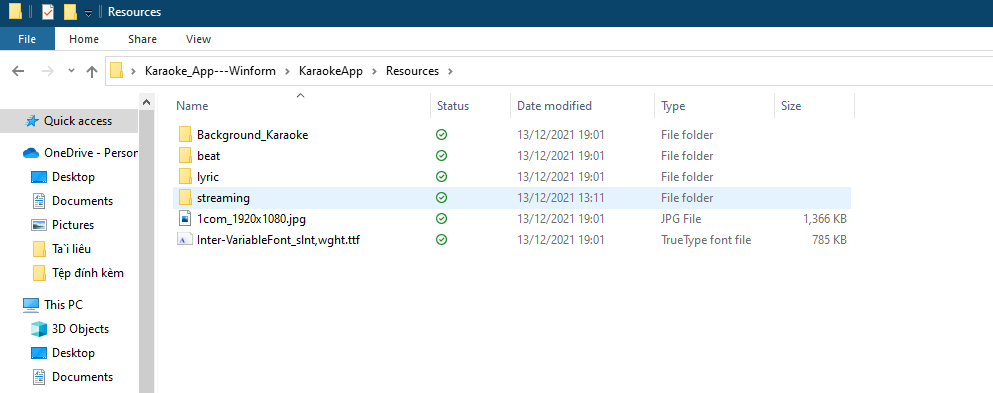 Resources
File Home Share View
Karaoke_App---Winform KaraokeApp Resources
Name Status Date modified Type Size
Quick access
OneDrive - Person
Desktop
Documents
Pictures
Tài liêu
Tệp đính kèm
This PC
3D Objects
Desktop
Documents
Background_Karaoke 13/12/2021 19:01 File folder
beat 13/12/2021 19:01 File folder
lyric 13/12/2021 19:01 File folder
streaming 13/12/2021 13:11 File folder
1com_1920x1080.jpg 13/12/2021 19:01 JPG File 1,366 KB
Inter-VariableFont_slnt,wght.ttf 13/12/2021 19:01 TrueType font file 785 KB